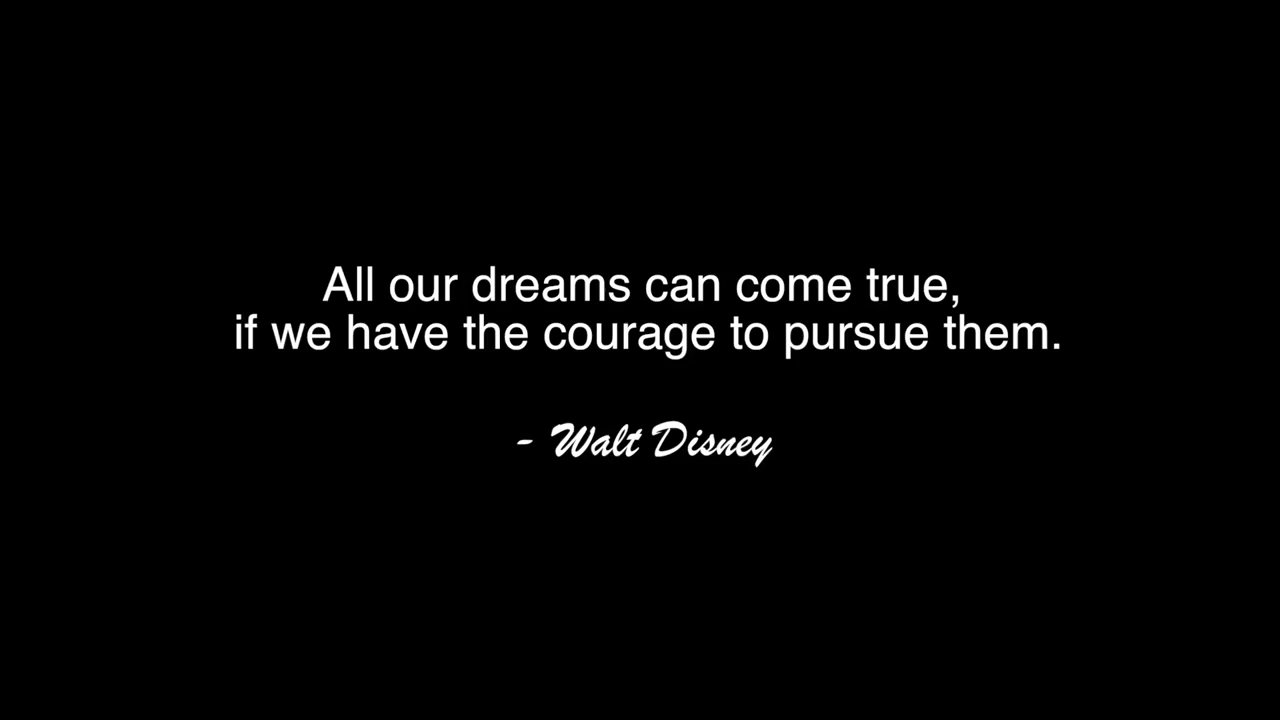 All our dreams can come true,
if we have the courage to pursue them.
- Walt Disney